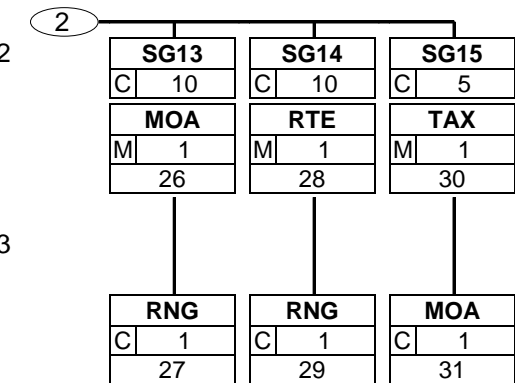 2
2 SG13 SG14 SG15
C 10 C 10 C 5
MOA RTE TAX
M 1 M 1 M 1
26 28 30
3
RNG RNG MOA
C 1 C 1 C 1
27 29 31